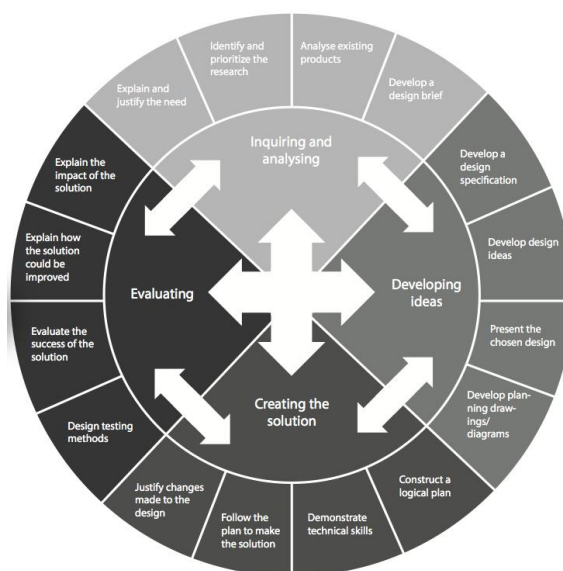 Explain and
justify the need
Identify and
prioritize the
research
Analyse existing
products
Develop a
design brief
Inquiring and
analysing
Develop a
design
specification
Develop design
ideas
Present the
chosen design
Develop plan-
ning draw-
ings/
diagrams
Developing
ideas
Construct a
logical plan
Demonstrate
technical skills
Follow the
plan to make
the solution
Justify changes
made to the
design
Creating the
solution
Design testing
methods
Evaluate the
success of the
solution
Explain how
the solution
could be
improved
Explain the
impact of the
solution
Evaluating